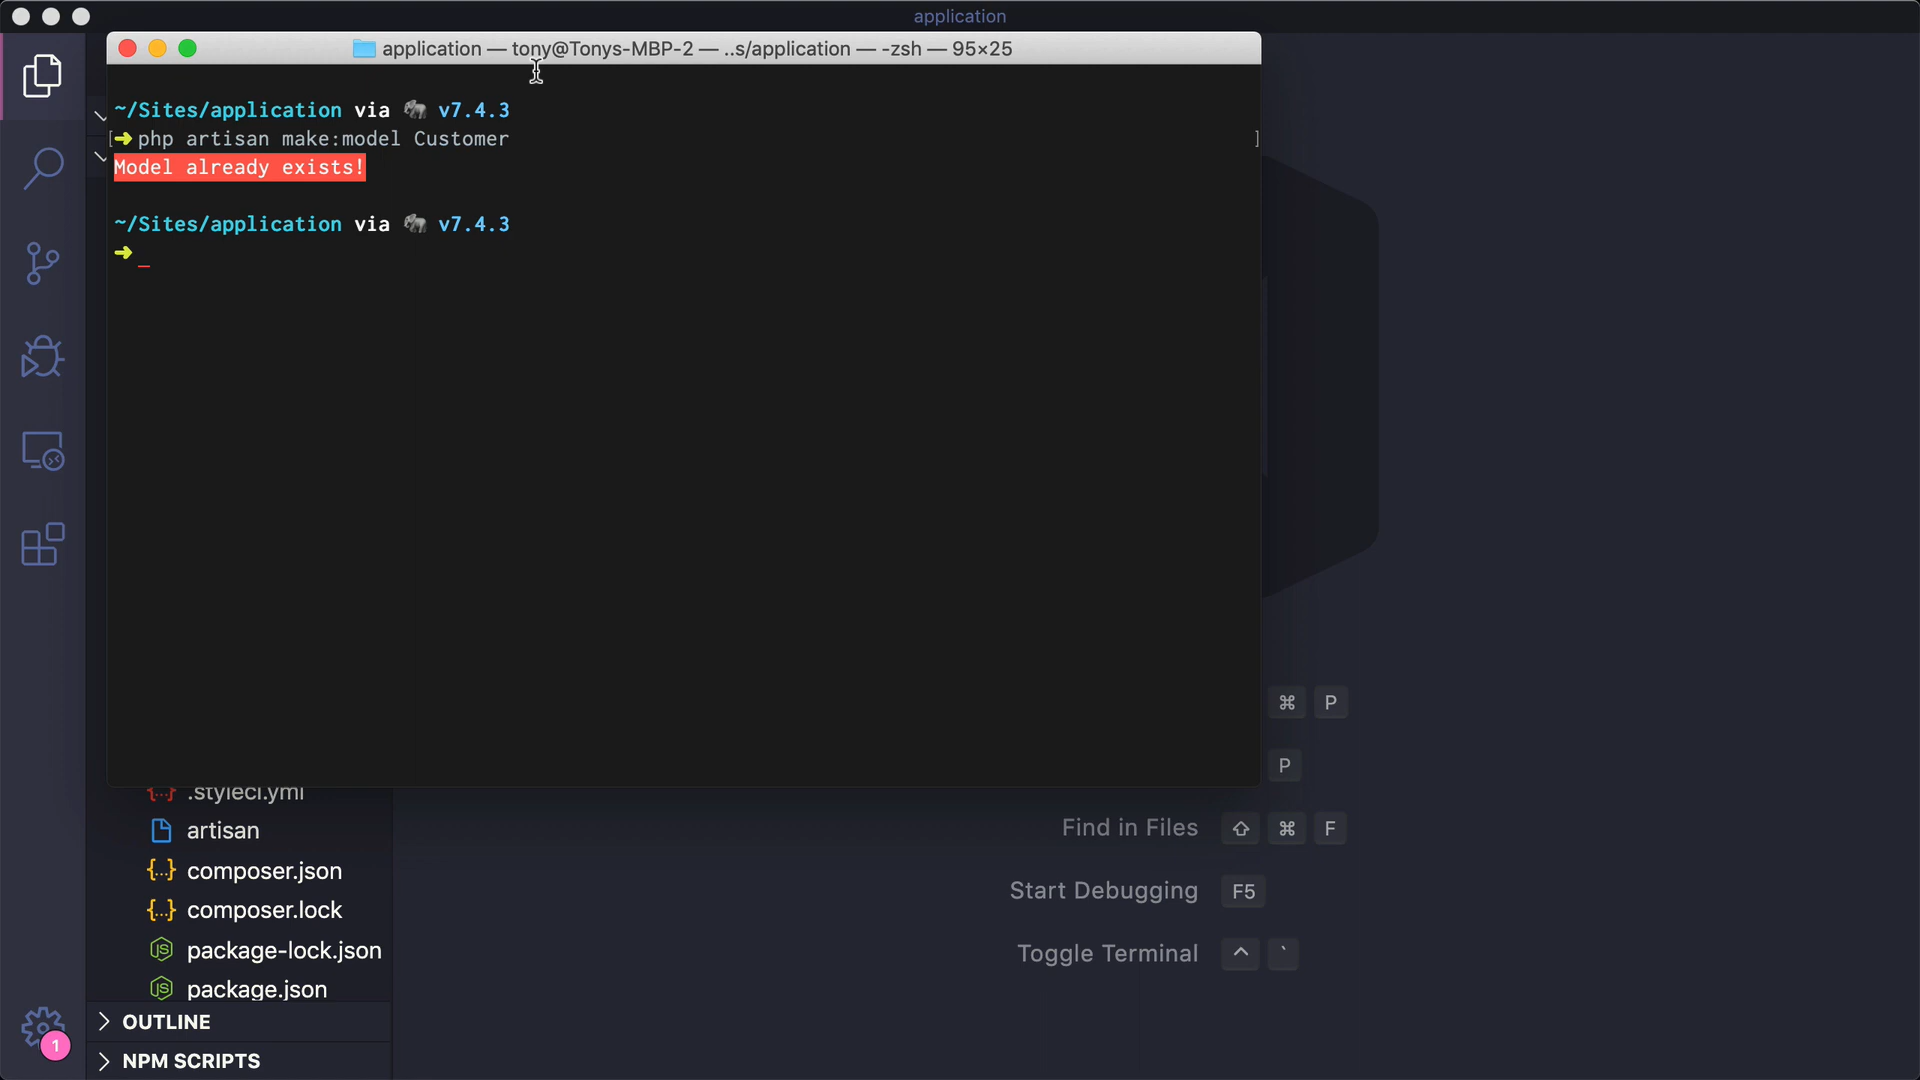 application
application — tony@Tonys-MBP-2 — ..s/application — -zsh — 95×25
~/Sites/application via 🐘 v7.4.3
[➜ php artisan make:model Customer ]
Model already exists!
~/Sites/application via 🐘 v7.4.3
➜ _
⌘ P
P
.styleci.yml
Find in Files ⇧ ⌘ F
artisan
composer.json
Start Debugging F5
composer.lock
package-lock.json
Toggle Terminal ^ `
package.json
OUTLINE
1
NPM SCRIPTS